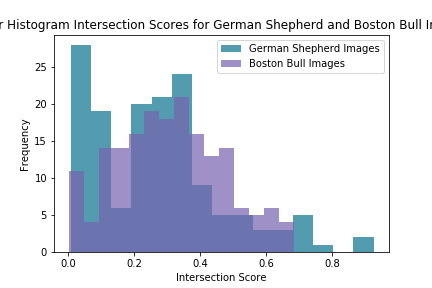 r Histogram Intersection Scores for German Shepherd and Boston Bull I
German Shepherd Images
Boston Bull Images
Frequency
25
20
15
10
5
0
0.0 0.2 0.4 0.6 0.8
Intersection Score